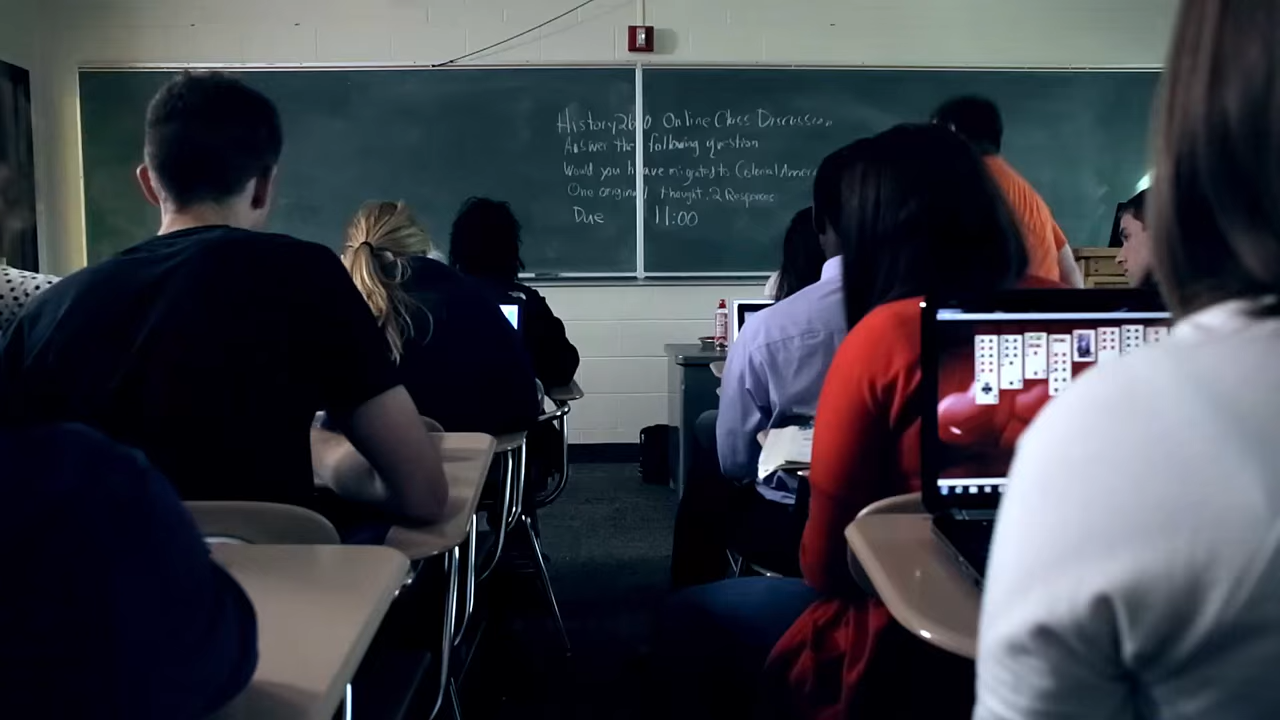 History 2610 Online Class Discussion
Answer the following question
Would you have migrated to Colonial
One original thought, 2 Responses
Due 11:00